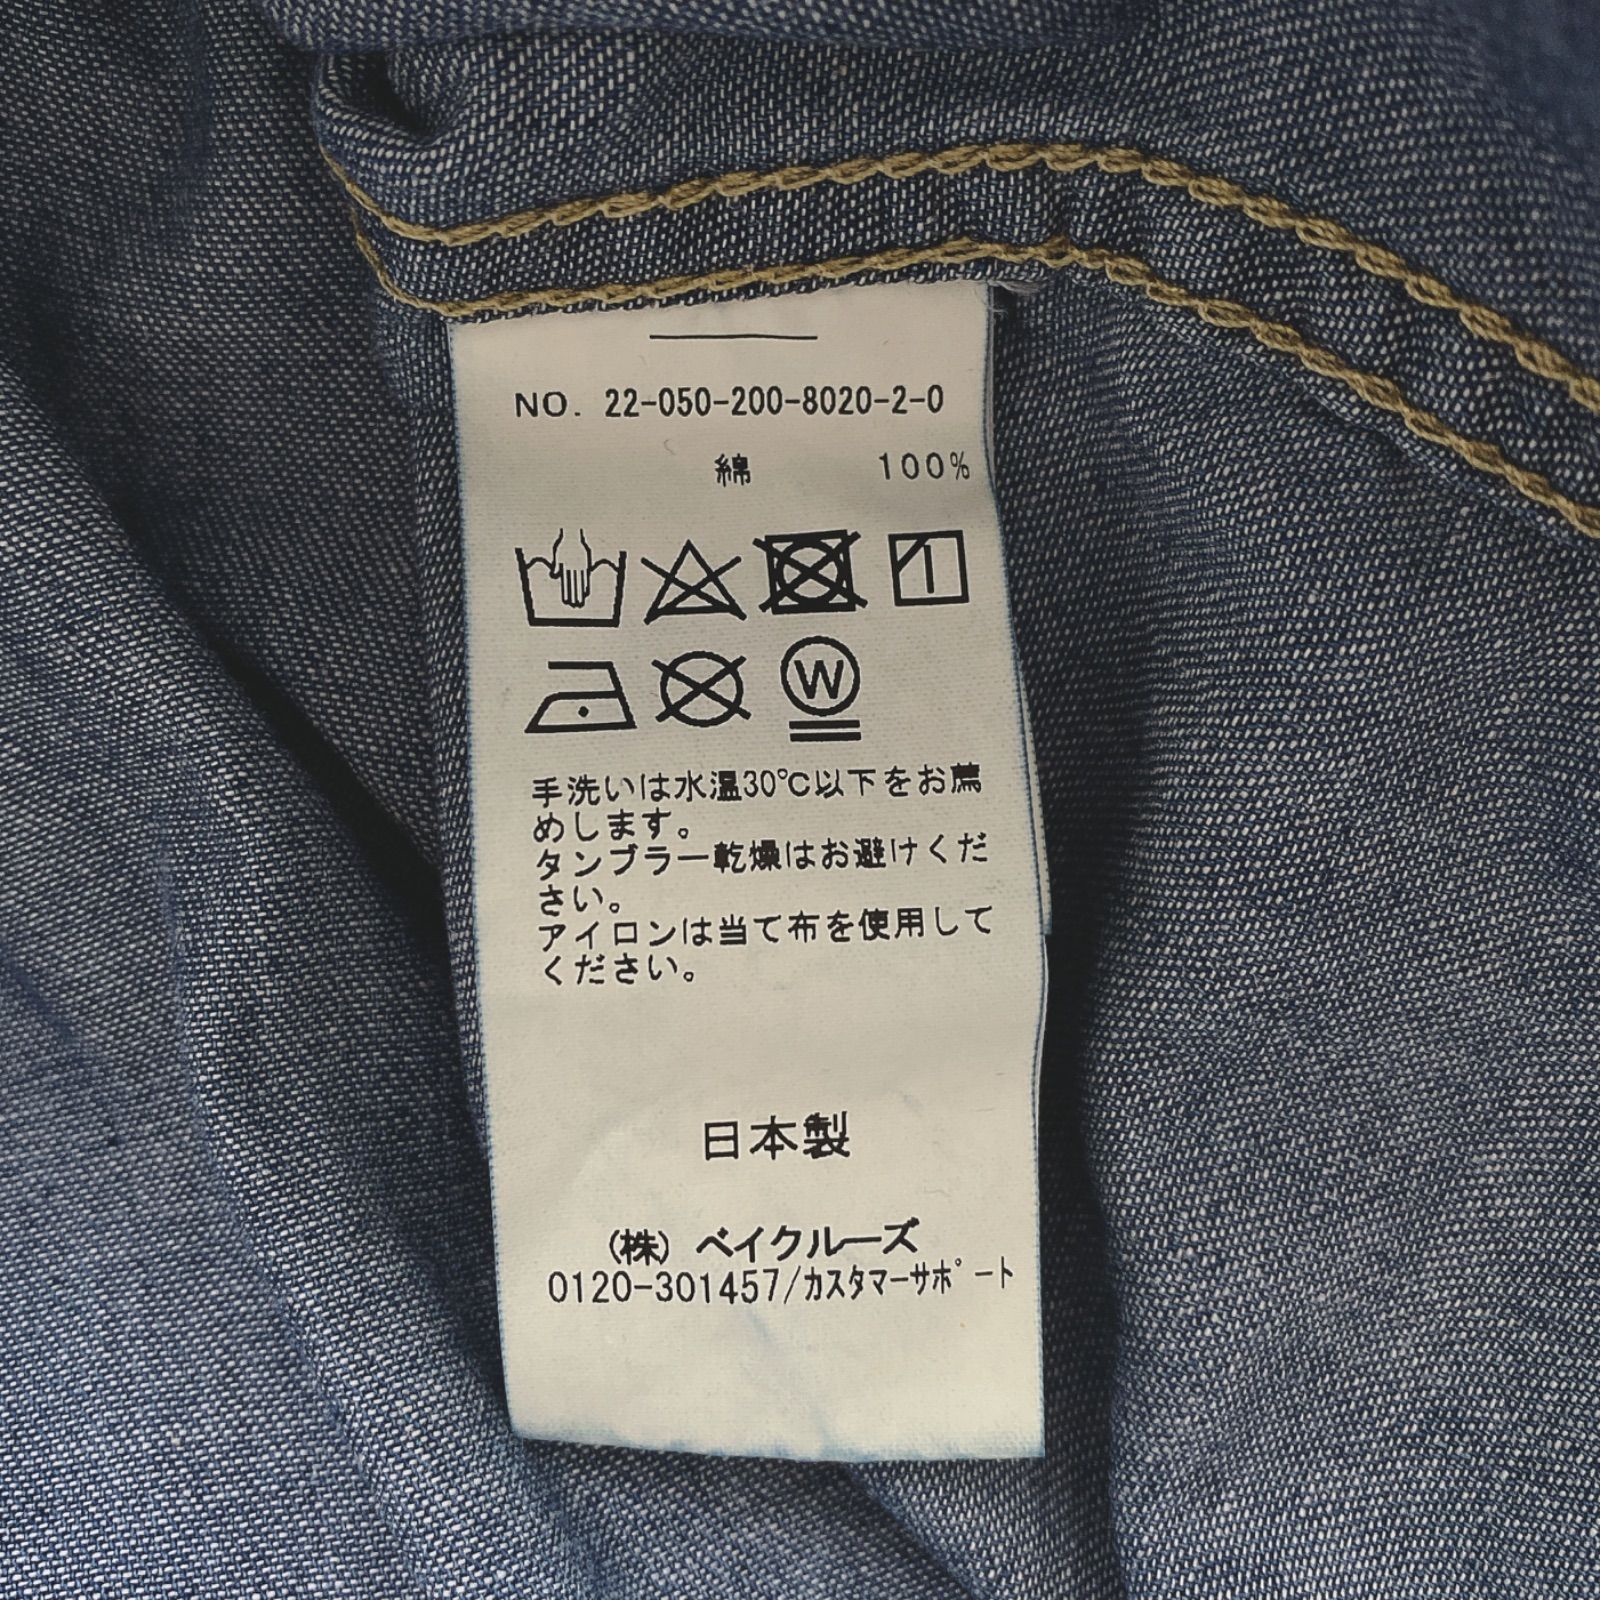 NO. 22-050-200-8020-2-0
綿 100%
W
手洗いは水温30℃以下をお薦
めします。
タンブラー乾燥はお避けくだ
さい。
アイロンは当て布を使用して
ください。
日本製
(株) ベイクルーズ
0120-301457/カスタマーサポート